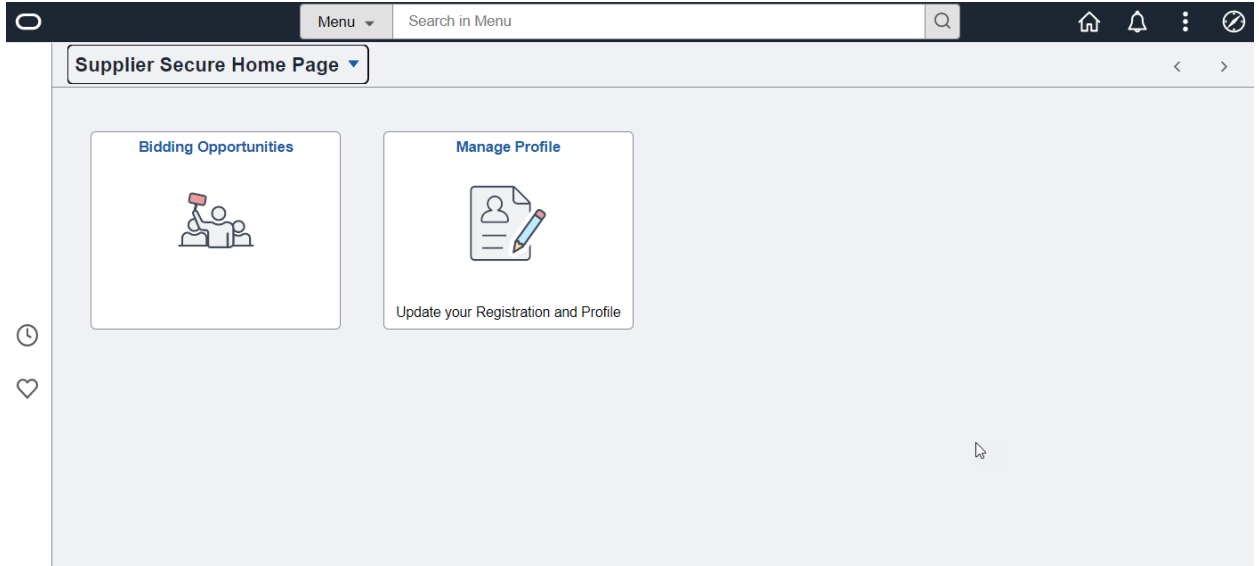 Menu
Search in Menu
Supplier Secure Home Page
Bidding Opportunities
Manage Profile
Update your Registration and Profile